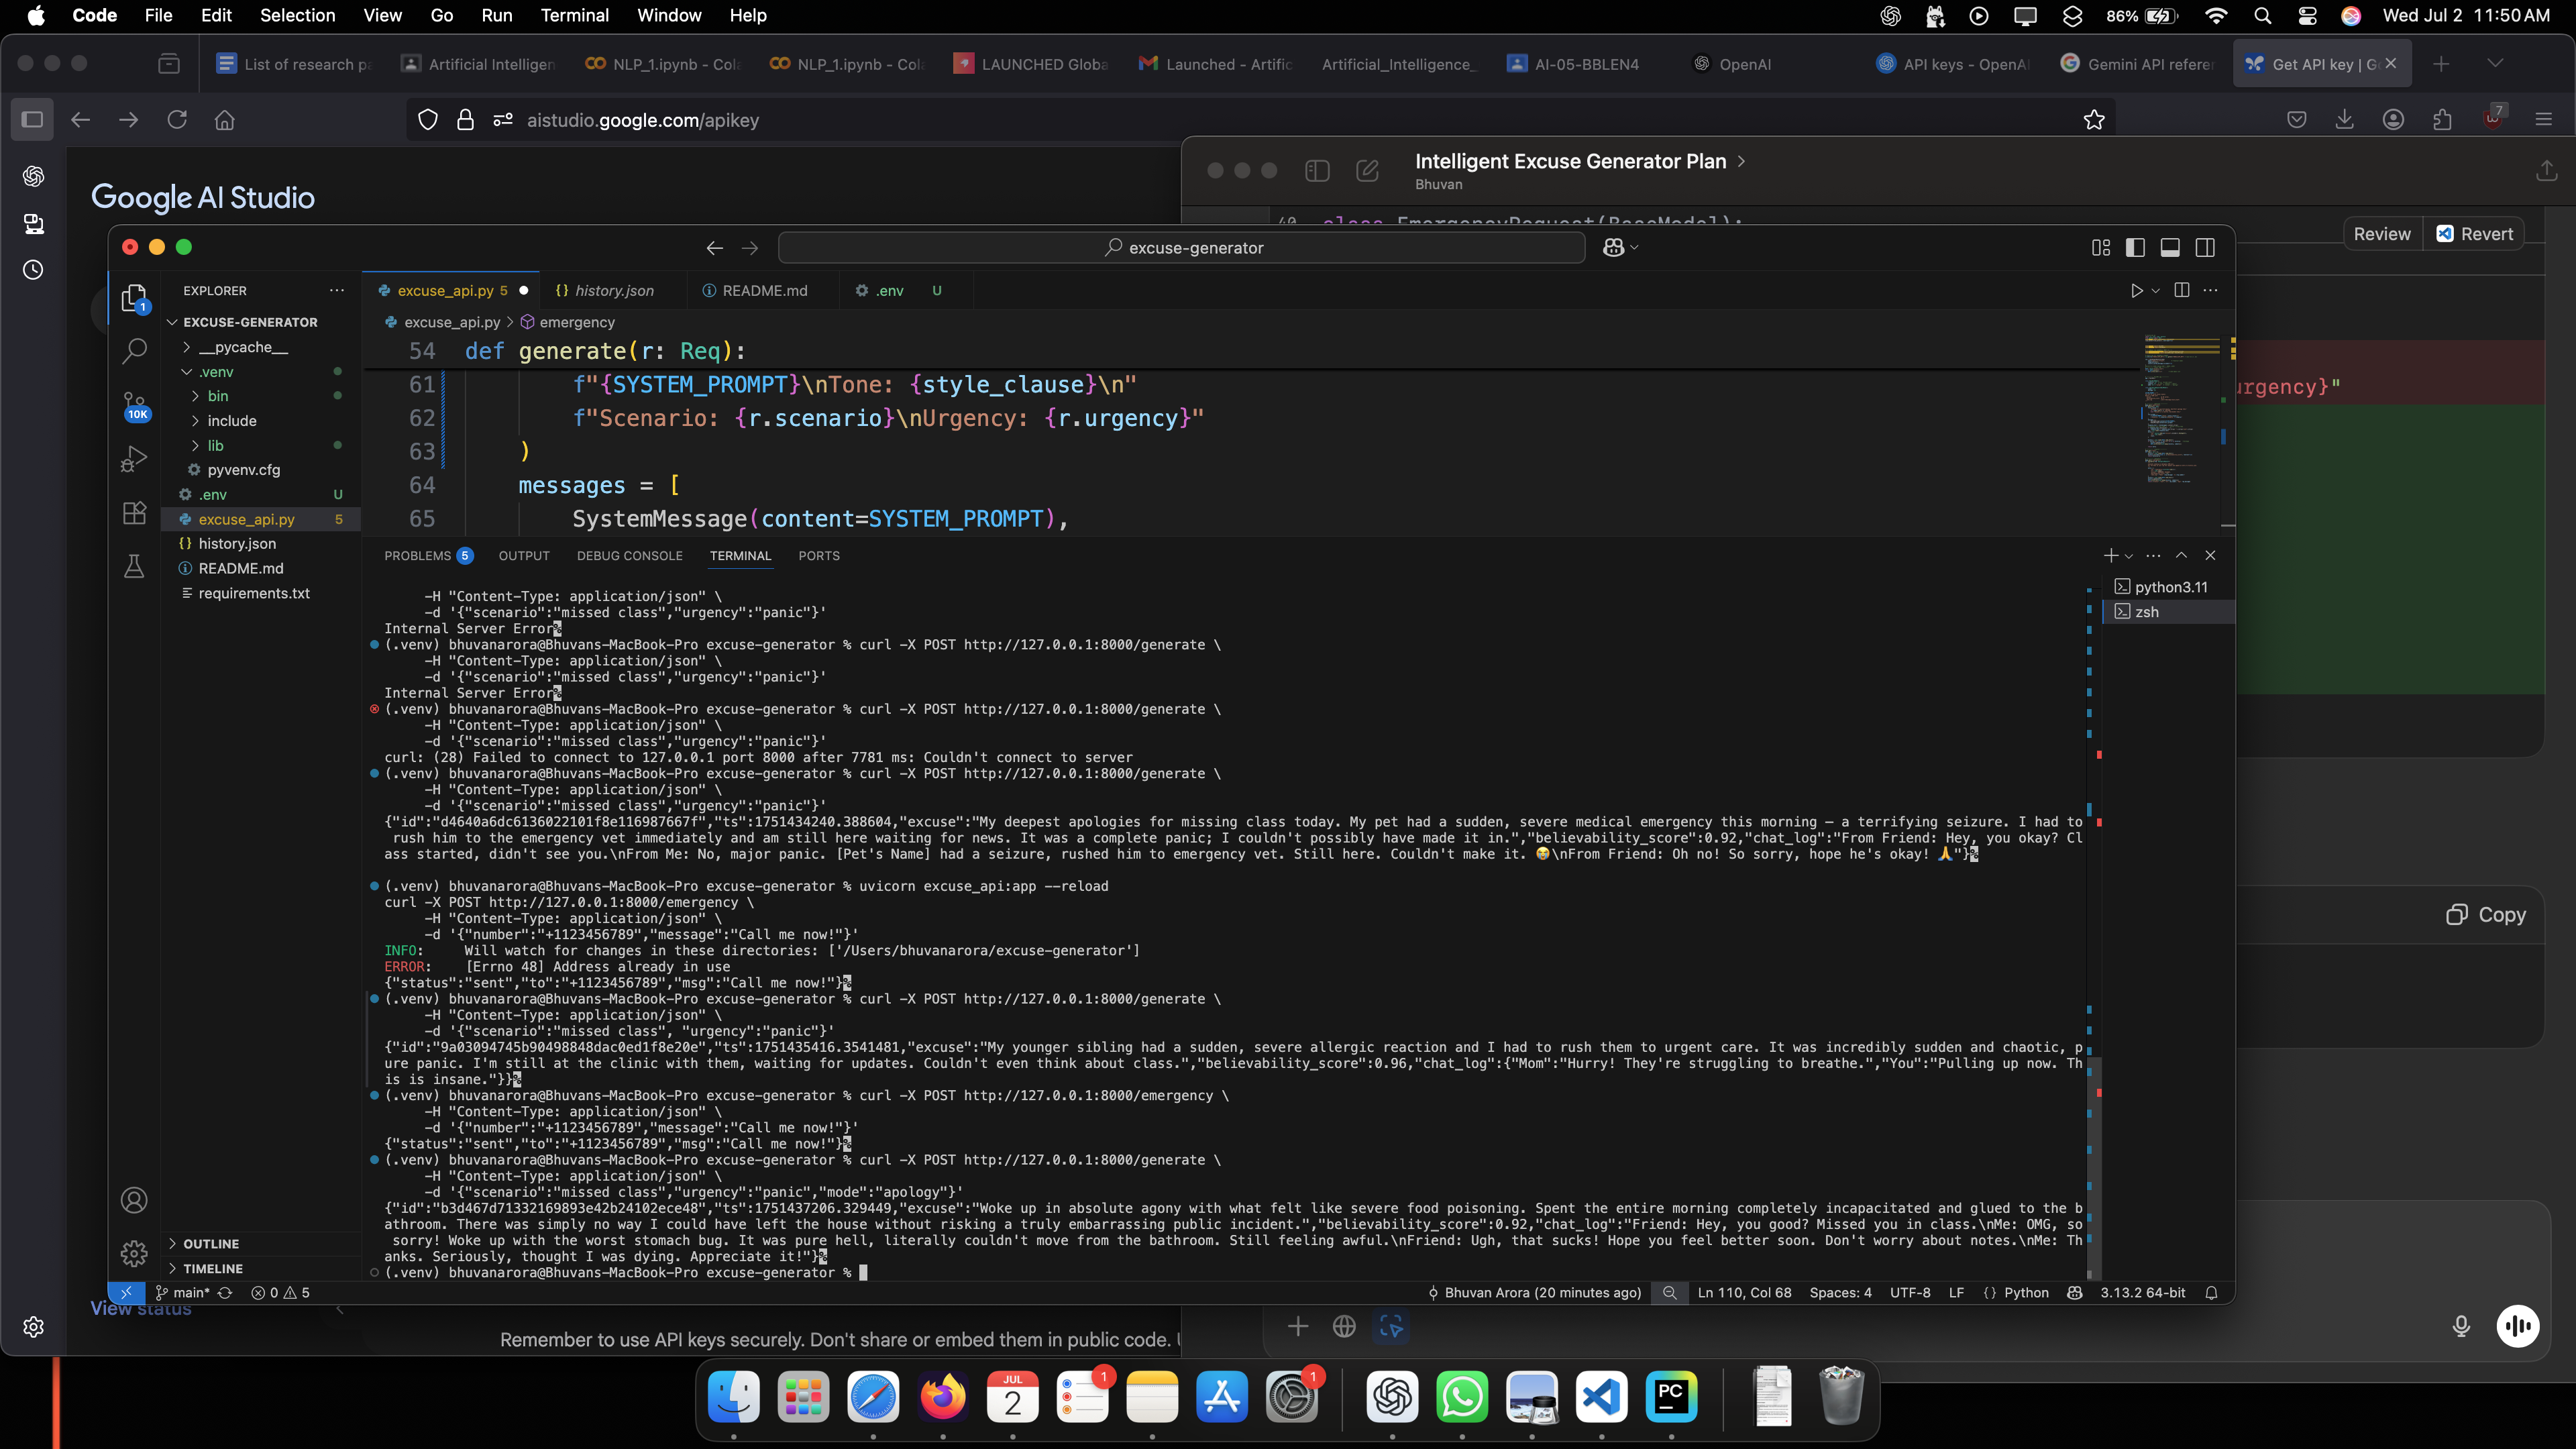 Code File Edit Selection View Go Run Terminal Window Help 86% Wed Jul 2 11:50 AM
List of research pa Artificial Intelligen NLP_1.ipynb - Cola NLP_1.ipynb - Cola LAUNCHED Globa Launched - Artific Artificial_Intelligence_ AI-05-BBLEN4 OpenAI API keys - OpenAI Gemini API referen Get API key | G
aistudio.google.com/apikey 7
Google AI Studio
Intelligent Excuse Generator Plan
Bhuvan
40 class EmergencyRequest(BaseModel):
Review Revert
excuse-generator
EXPLORER
excuse_api.py 5 history.json README.md .env U
1
EXCUSE-GENERATOR
excuse_api.py > emergency
__pycache__
54 def generate(r: Req):
.venv
61 f"{SYSTEM_PROMPT}\nTone: {style_clause}\n"
urgency}"
bin
10K
include
62 f"Scenario: {r.scenario}\nUrgency: {r.urgency}"
lib
63 )
pyvenv.cfg
64 messages = [
.env U
65 SystemMessage(content=SYSTEM_PROMPT),
excuse_api.py 5
history.json
README.md
requirements.txt
PROBLEMS 5 OUTPUT DEBUG CONSOLE TERMINAL PORTS
python3.11
zsh
-H "Content-Type: application/json" \
-d '{"scenario":"missed class","urgency":"panic"}'
Internal Server Error%
(.venv) bhuvanarora@Bhuvans-MacBook-Pro excuse-generator % curl -X POST http://127.0.0.1:8000/generate \
-H "Content-Type: application/json" \
-d '{"scenario":"missed class","urgency":"panic"}'
Internal Server Error%
(.venv) bhuvanarora@Bhuvans-MacBook-Pro excuse-generator % curl -X POST http://127.0.0.1:8000/generate \
-H "Content-Type: application/json" \
-d '{"scenario":"missed class","urgency":"panic"}'
curl: (28) Failed to connect to 127.0.0.1 port 8000 after 7781 ms: Couldn't connect to server
(.venv) bhuvanarora@Bhuvans-MacBook-Pro excuse-generator % curl -X POST http://127.0.0.1:8000/generate \
-H "Content-Type: application/json" \
-d '{"scenario":"missed class","urgency":"panic"}'
{"id":"d4640a6dc6136022101f8e116987667f","ts":1751434240.388604,"excuse":"My deepest apologies for missing class today. My pet had a sudden, severe medical emergency this morning – a terrifying seizure. I had to
rush him to the emergency vet immediately and am still here waiting for news. It was a complete panic; I couldn't possibly have made it in.","believability_score":0.92,"chat_log":"From Friend: Hey, you okay? Cl
ass started, didn't see you.\nFrom Me: No, major panic. [Pet's Name] had a seizure, rushed him to emergency vet. Still here. Couldn't make it. 😭\nFrom Friend: Oh no! So sorry, hope he's okay! 🙏"}%
(.venv) bhuvanarora@Bhuvans-MacBook-Pro excuse-generator % uvicorn excuse_api:app --reload
curl -X POST http://127.0.0.1:8000/emergency \
-H "Content-Type: application/json" \
-d '{"number":"+1123456789","message":"Call me now!"}'
INFO: Will watch for changes in these directories: ['/Users/bhuvanarora/excuse-generator']
ERROR: [Errno 48] Address already in use
{"status":"sent","to":"+1123456789","msg":"Call me now!"}%
(.venv) bhuvanarora@Bhuvans-MacBook-Pro excuse-generator % curl -X POST http://127.0.0.1:8000/generate \
-H "Content-Type: application/json" \
-d '{"scenario":"missed class", "urgency":"panic"}'
{"id":"9a03094745b90498848dac0ed1f8e20e","ts":1751435416.3541481,"excuse":"My younger sibling had a sudden, severe allergic reaction and I had to rush them to urgent care. It was incredibly sudden and chaotic, p
ure panic. I'm still at the clinic with them, waiting for updates. Couldn't even think about class.","believability_score":0.96,"chat_log":{"Mom":"Hurry! They're struggling to breathe.","You":"Pulling up now. Th
is is insane."}}%
(.venv) bhuvanarora@Bhuvans-MacBook-Pro excuse-generator % curl -X POST http://127.0.0.1:8000/emergency \
-H "Content-Type: application/json" \
-d '{"number":"+1123456789","message":"Call me now!"}'
{"status":"sent","to":"+1123456789","msg":"Call me now!"}%
(.venv) bhuvanarora@Bhuvans-MacBook-Pro excuse-generator % curl -X POST http://127.0.0.1:8000/generate \
-H "Content-Type: application/json" \
-d '{"scenario":"missed class","urgency":"panic","mode":"apology"}'
{"id":"b3d467d71332169893e42b24102ece48","ts":1751437206.329449,"excuse":"Woke up in absolute agony with what felt like severe food poisoning. Spent the entire morning completely incapacitated and glued to the b
athroom. There was simply no way I could have left the house without risking a truly embarrassing public incident.","believability_score":0.92,"chat_log":"Friend: Hey, you good? Missed you in class.\nMe: OMG, so
sorry! Woke up with the worst stomach bug. It was pure hell, literally couldn't move from the bathroom. Still feeling awful.\nFriend: Ugh, that sucks! Hope you feel better soon. Don't worry about notes.\nMe: Th
anks. Seriously, thought I was dying. Appreciate it!"}%
(.venv) bhuvanarora@Bhuvans-MacBook-Pro excuse-generator %
Copy
OUTLINE
TIMELINE
main* 0 5 Bhuvan Arora (20 minutes ago) Ln 110, Col 68 Spaces: 4 UTF-8 LF Python 3.13.2 64-bit
View status
Remember to use API keys securely. Don't share or embed them in public code. U
JUL
2
1
1
PC